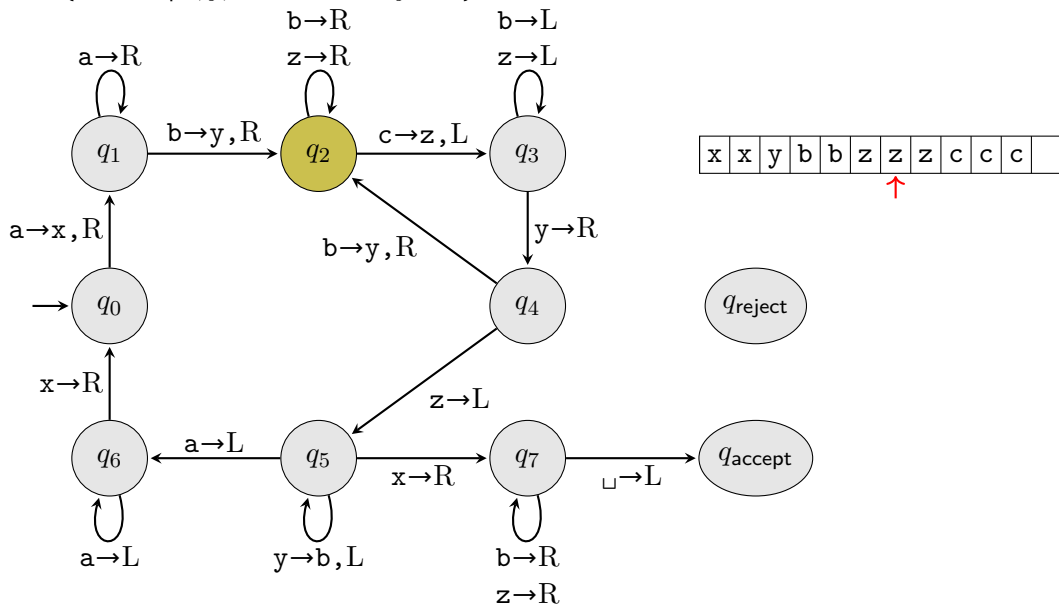 b→R
b→L
a→R
z→R
z→L
b→y,R
c→z,L
q1
q2
q3
x x y b b z z z c c c
↑
a→x,R
b→y,R
y→R
q0
q4
qreject
x→R
z→L
a→L
q6
q5
q7
qaccept
x→R
␣→L
a→L
y→b,L
b→R
z→R